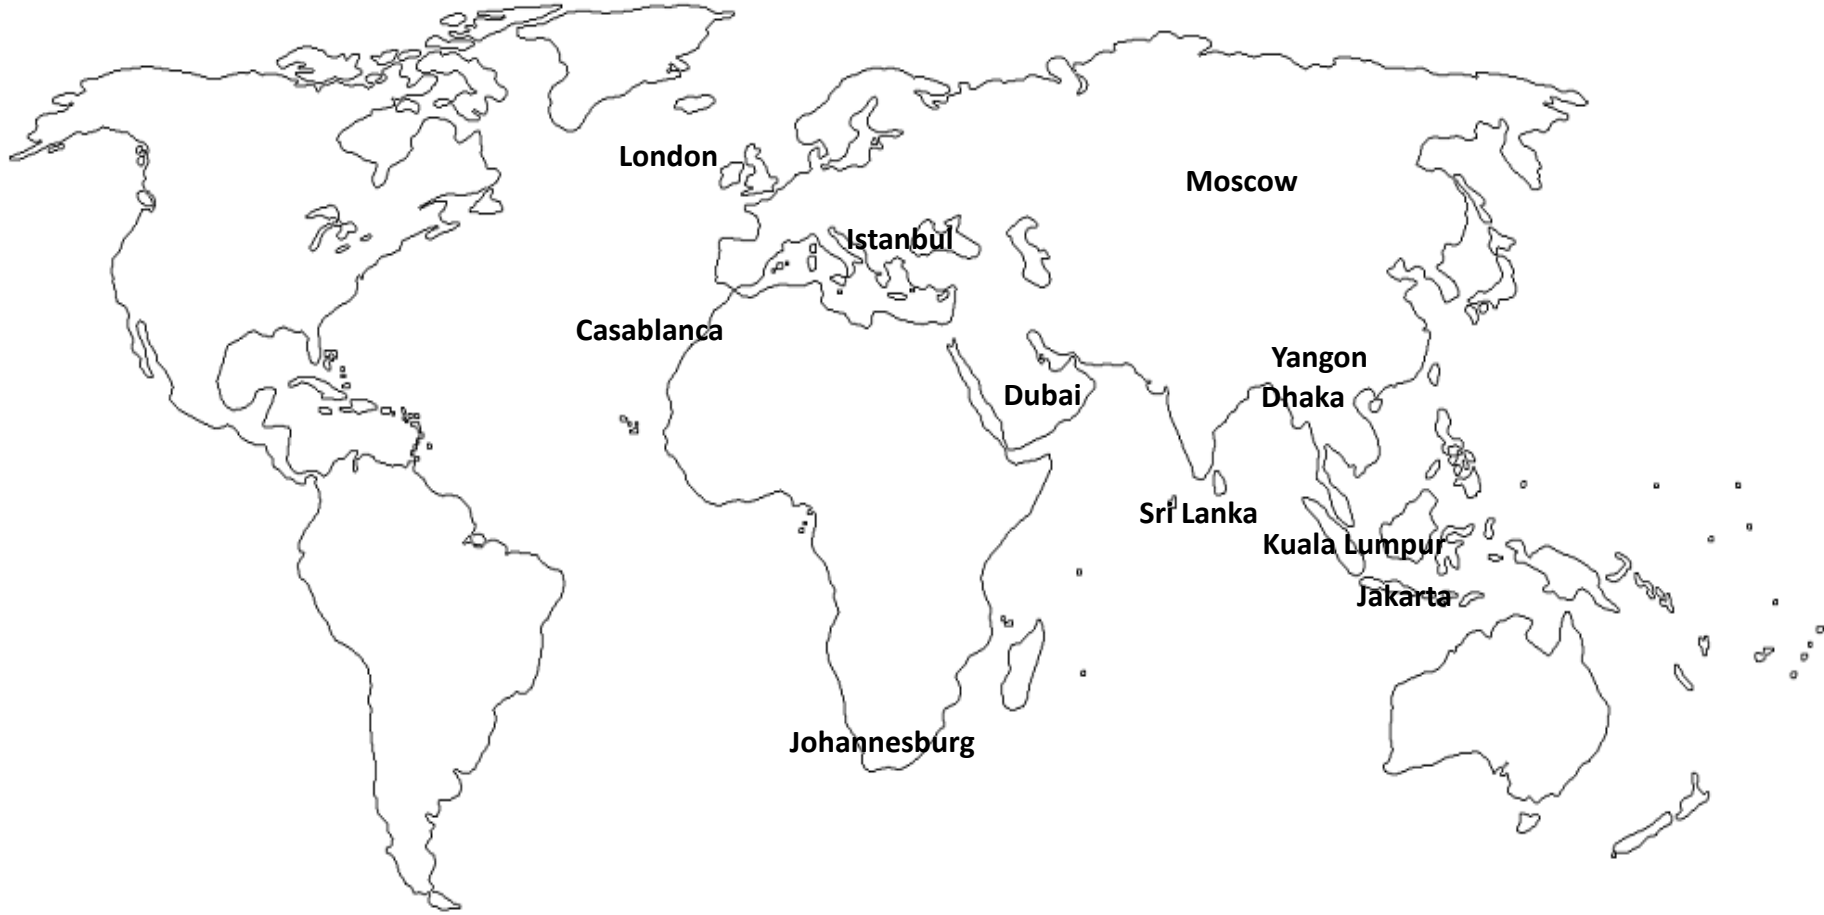 London
Moscow
Istanbul
Casablanca
Yangon
Dubai
Dhaka
Sri Lanka
Kuala Lumpur
Jakarta
Johannesburg